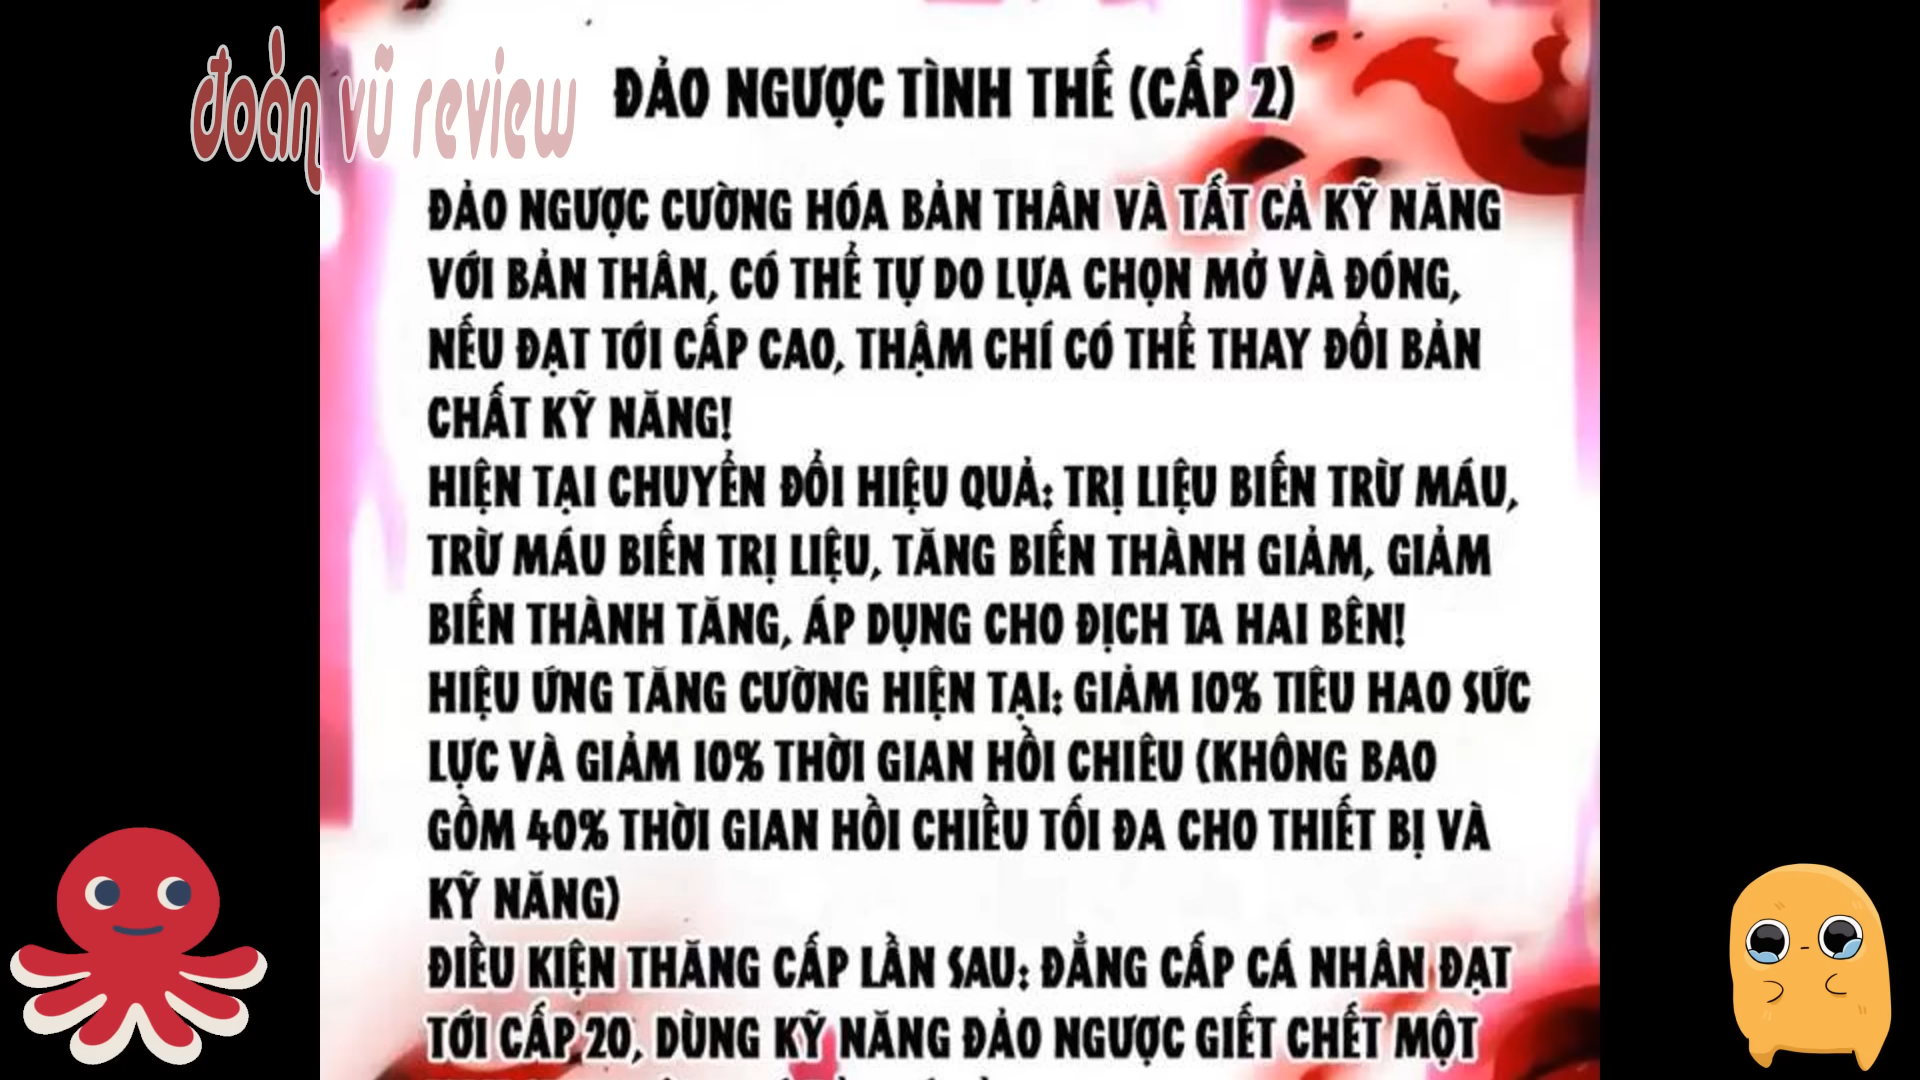 đoản vũ review
ĐẢO NGƯỢC TÌNH THẾ (CẤP 2)
ĐẢO NGƯỢC CƯỜNG HÓA BẢN THÂN VÀ TẤT CẢ KỸ NĂNG
VỚI BẢN THÂN, CÓ THỂ TỰ DO LỰA CHỌN MỞ VÀ ĐÓNG,
NẾU ĐẠT TỚI CẤP CAO, THẬM CHÍ CÓ THỂ THAY ĐỔI BẢN
CHẤT KỸ NĂNG!
HIỆN TẠI CHUYỂN ĐỔI HIỆU QUẢ: TRỊ LIỆU BIẾN TRỪ MÁU,
TRỪ MÁU BIẾN TRỊ LIỆU, TĂNG BIẾN THÀNH GIẢM, GIẢM
BIẾN THÀNH TĂNG, ÁP DỤNG CHO ĐỊCH TA HAI BÊN!
HIỆU ỨNG TĂNG CƯỜNG HIỆN TẠI: GIẢM 10% TIÊU HAO SỨC
LỰC VÀ GIẢM 10% THỜI GIAN HỒI CHIÊU (KHÔNG BAO
GỒM 40% THỜI GIAN HỒI CHIỀU TỐI ĐA CHO THIẾT BỊ VÀ
KỸ NĂNG)
ĐIỀU KIỆN THĂNG CẤP LẦN SAU: ĐẲNG CẤP CÁ NHÂN ĐẠT
TỚI CẤP 20, DÙNG KỸ NĂNG ĐẢO NGƯỢC GIẾT CHẾT MỘT